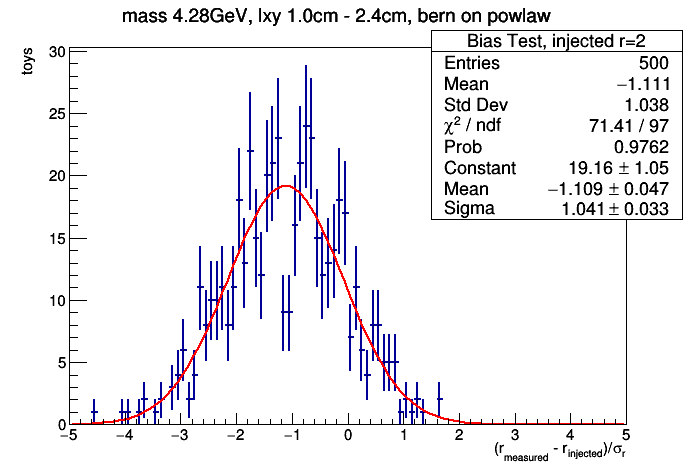 mass 4.28GeV, lxy 1.0cm - 2.4cm, bern on powlaw
Bias Test, injected r=2
Entries 500
Mean −1.111
Std Dev 1.038
χ² / ndf 71.41 / 97
Prob 0.9762
Constant 19.16 ± 1.05
Mean −1.109 ± 0.047
Sigma 1.041 ± 0.033
toys
30
25
20
15
10
5
0
−5 −4 −3 −2 −1 0 1 2 3 4 5
(r_measured - r_injected)/σ_r